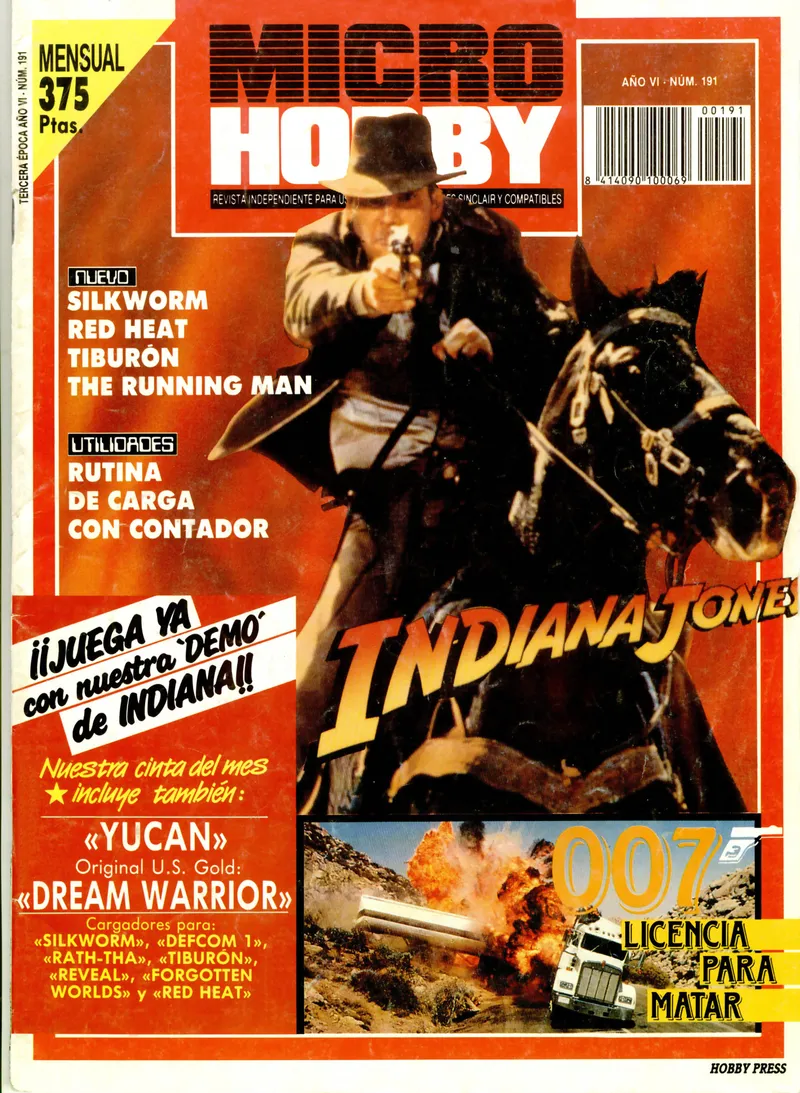 MENSUAL
375
Ptas.
TERCERA EPOCA AÑO VI - NÚM. 191
MICRO
HOBBY
REVISTA INDEPENDIENTE PARA US ES SINCLAIR Y COMPATIBLES
AÑO VI - NÚM. 191
00191
8 414090 100069
NUEVO
SILKWORM
RED HEAT
TIBURÓN
THE RUNNING MAN
UTILIDADES
RUTINA
DE CARGA
CON CONTADOR
INDIANA JONES
¡¡JUEGA YA
con nuestra 'DEMO'
de INDIANA!!
Nuestra cinta del mes
★ incluye también:
«YUCAN»
Original U.S. Gold:
«DREAM WARRIOR»
Cargadores para:
«SILKWORM», «DEFCOM 1»,
«RATH-THA», «TIBURÓN»,
«REVEAL», «FORGOTTEN
WORLDS» y «RED HEAT»
007
LICENCIA
PARA
MATAR
HOBBY PRESS